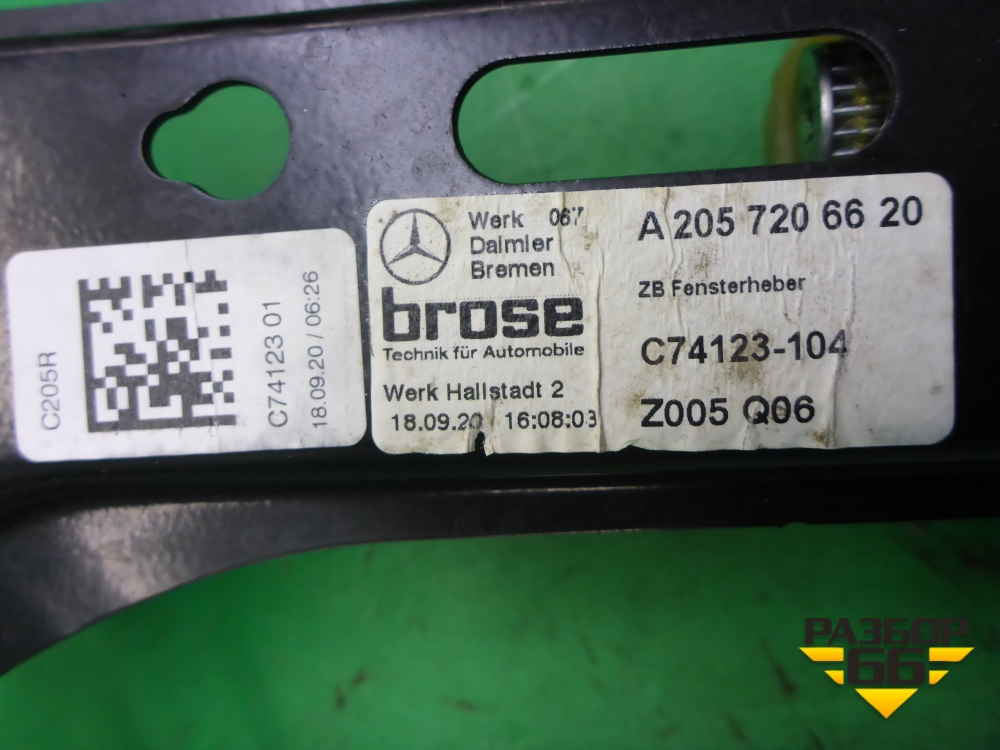 C205R
C74123 01
18.09.20 / 06:26
Werk 067
Daimler
Bremen
brose
Technik für Automobile
Werk Hallstadt 2
18.09.20 16:08:03
A 205 720 66 20
ZB Fensterheber
C74123-104
Z005 Q06
РАЗБОР
66